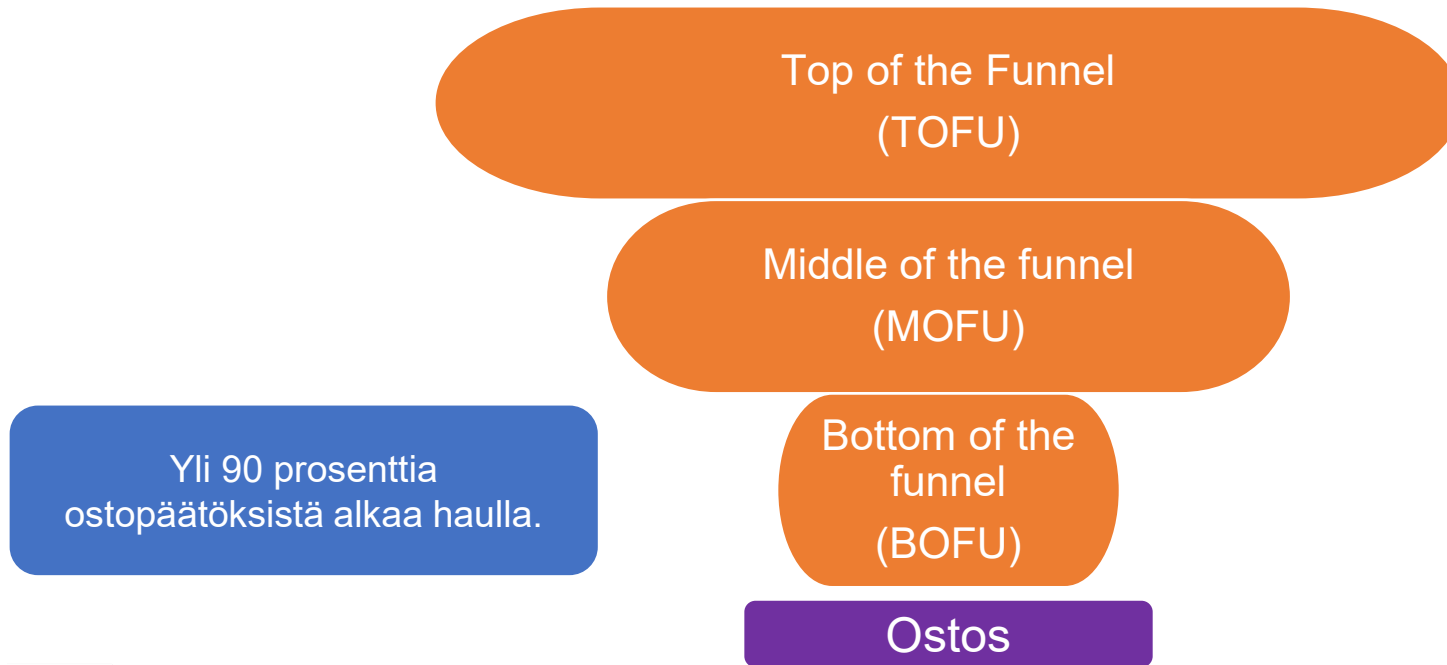 Top of the Funnel
(TOFU)
Middle of the funnel
(MOFU)
Bottom of the
funnel
(BOFU)
Yli 90 prosenttia
ostopäätöksistä alkaa haulla.
Ostos